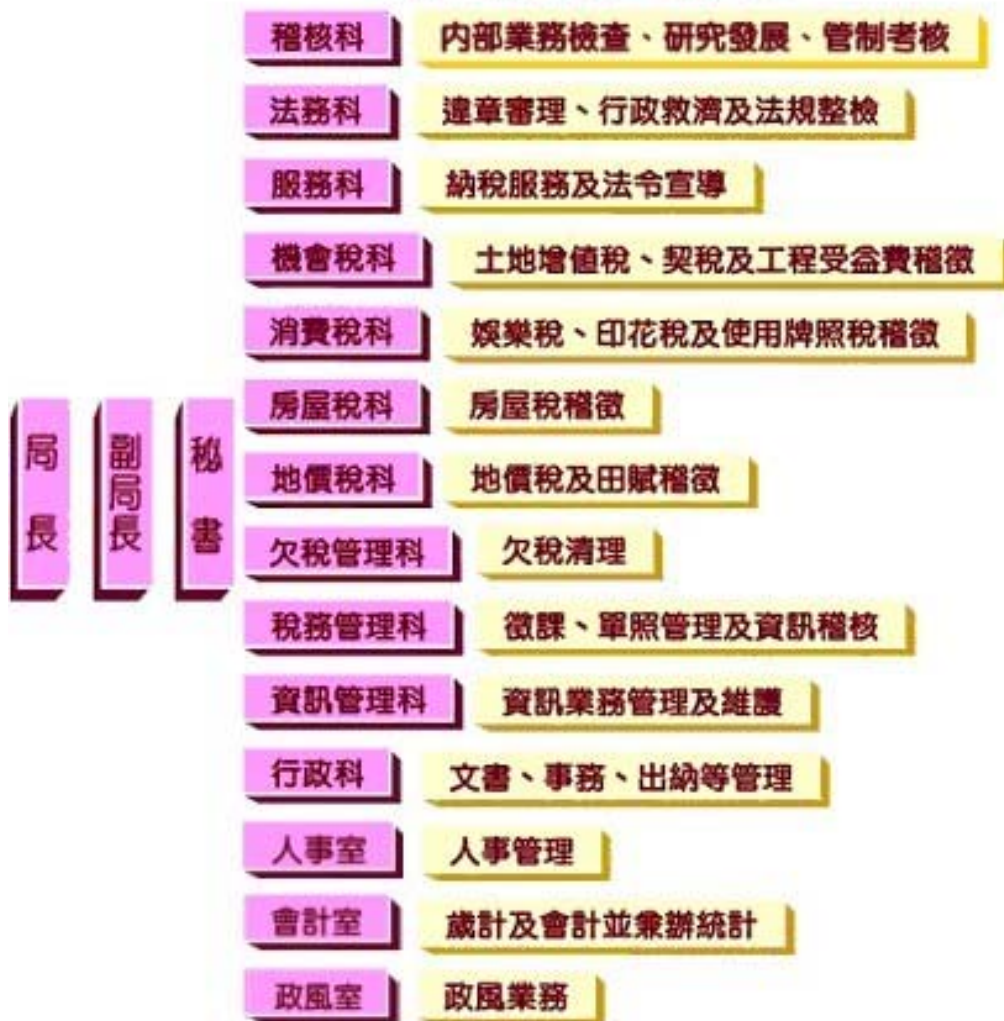 局長
副局長
秘書
稽核科 內部業務檢查、研究發展、管制考核
法務科 違章審理、行政救濟及法規整檢
服務科 納稅服務及法令宣導
機會稅科 土地增值稅、契稅及工程受益費稽徵
消費稅科 娛樂稅、印花稅及使用牌照稅稽徵
房屋稅科 房屋稅稽徵
地價稅科 地價稅及田賦稽徵
欠稅管理科 欠稅清理
稅務管理科 徵課、單照管理及資訊稽核
資訊管理科 資訊業務管理及維護
行政科 文書、事務、出納等管理
人事室 人事管理
會計室 歲計及會計並兼辦統計
政風室 政風業務